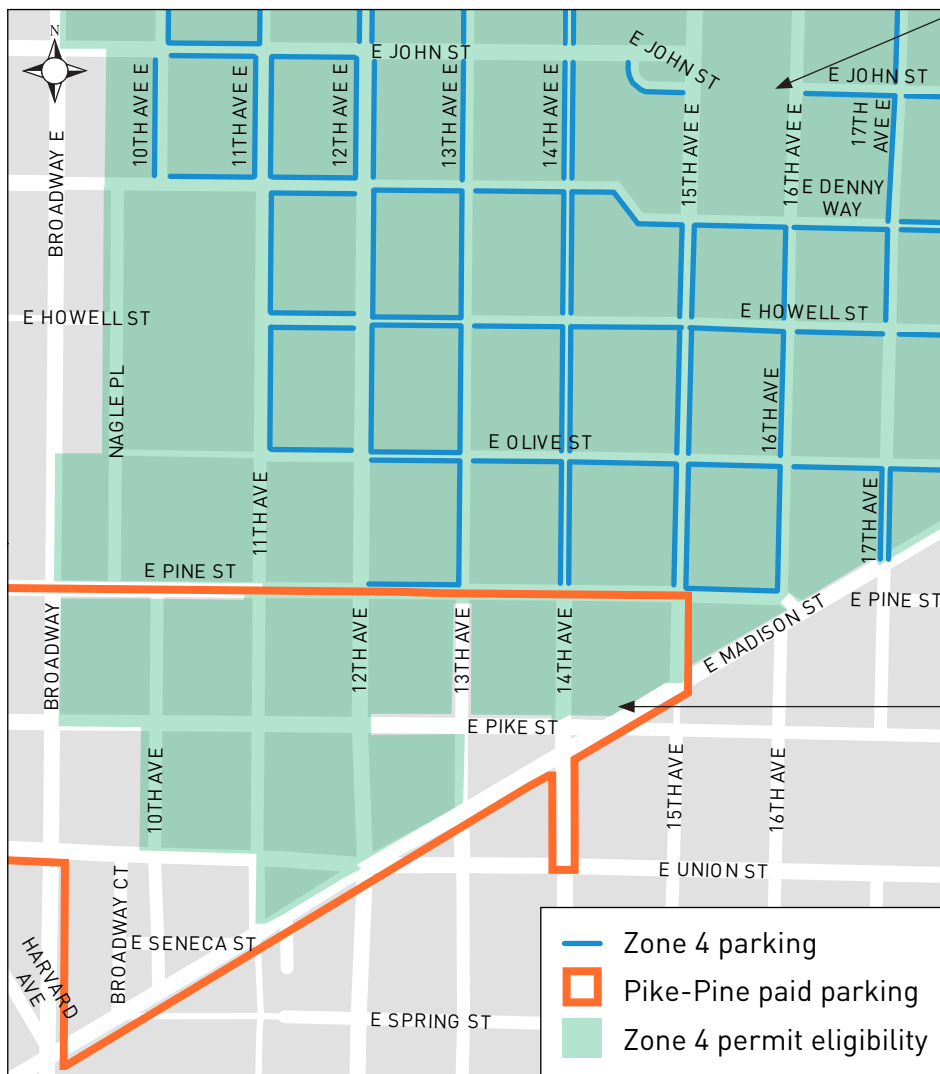 N
E JOHN ST
E JOHN ST
E JOHN ST
BROADWAY E
10TH AVE E
11TH AVE E
12TH AVE E
13TH AVE E
14TH AVE E
15TH AVE E
16TH AVE E
17TH
AVE E
E DENNY
WAY
E HOWELL ST
E HOWELL ST
NAGLE PL
16TH AVE
E OLIVE ST
11TH AVE
17TH AVE
E PINE ST
E PINE ST
BROADWAY
12TH AVE
13TH AVE
14TH AVE
E MADISON ST
E PIKE ST
10TH AVE
15TH AVE
16TH AVE
E UNION ST
BROADWAY CT
HARVARD
AVE
E SENECA ST
E SPRING ST
Zone 4 parking
Pike-Pine paid parking
Zone 4 permit eligibility